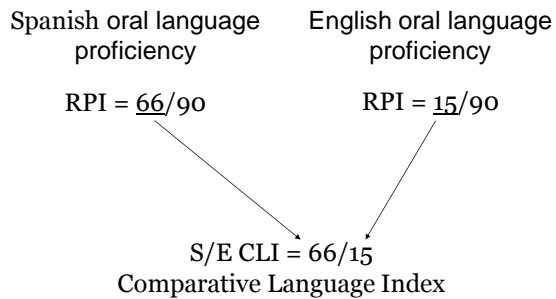 Spanish oral language
proficiency
RPI = 66/90
English oral language
proficiency
RPI = 15/90
S/E CLI = 66/15
Comparative Language Index